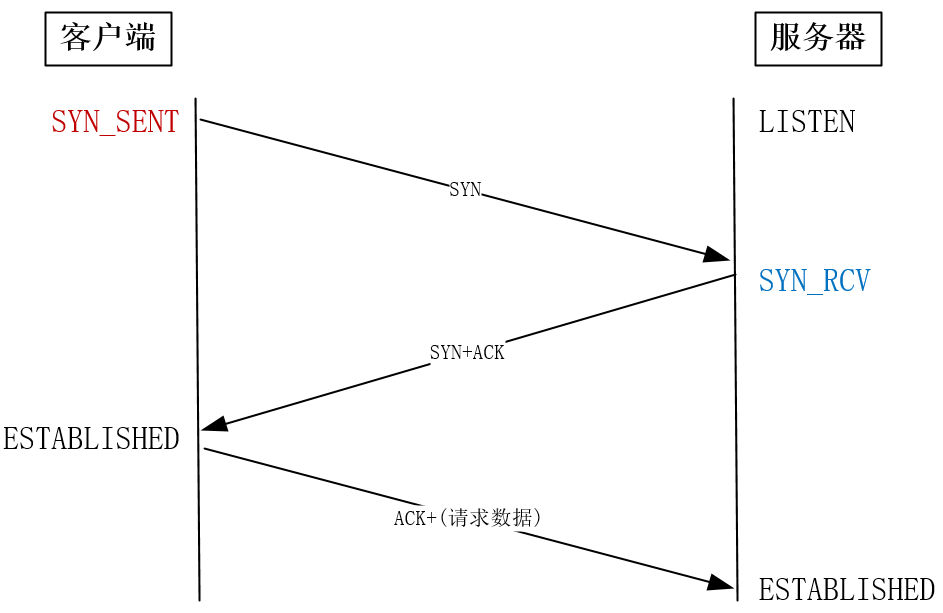 客户端
服务器
SYN_SENT
LISTEN
SYN
SYN_RCV
SYN+ACK
ESTABLISHED
ACK+(请求数据)
ESTABLISHED